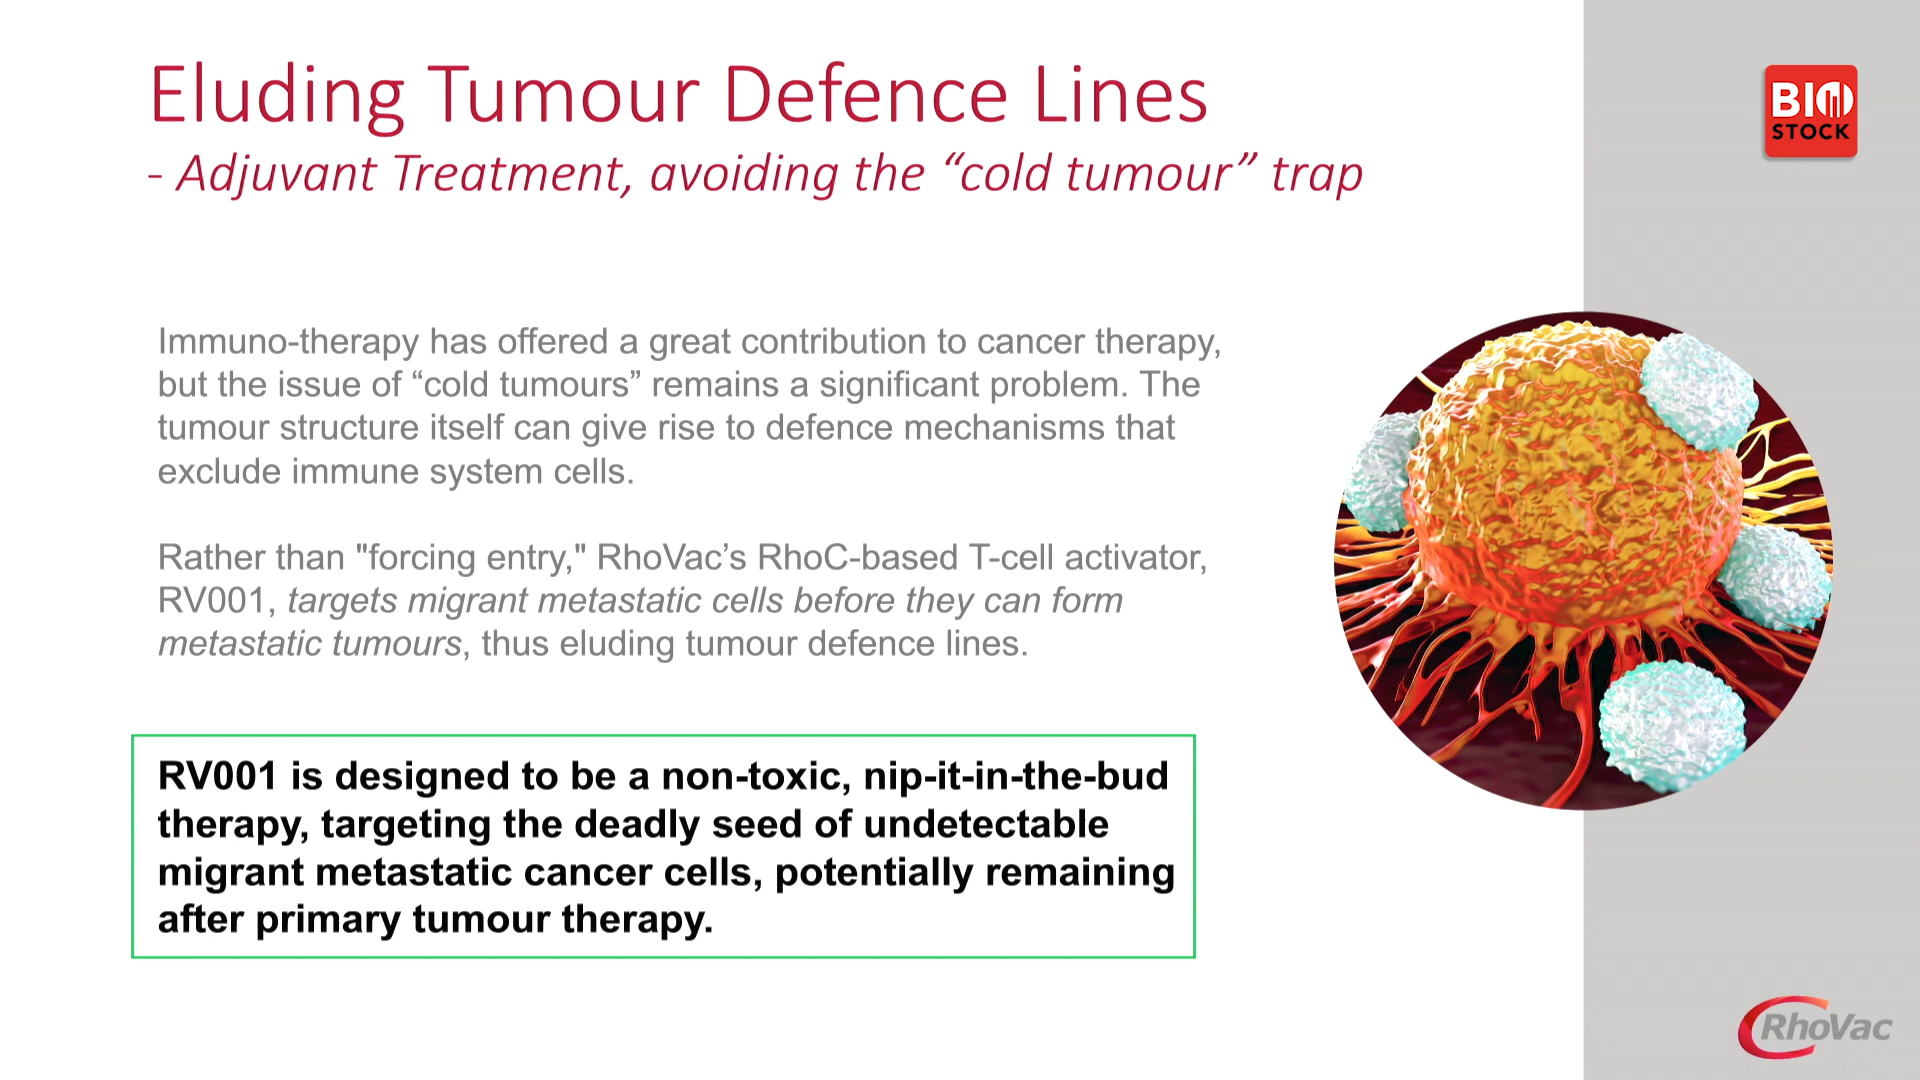 Eluding Tumour Defence Lines
- Adjuvant Treatment, avoiding the “cold tumour” trap
BIO
STOCK
Immuno-therapy has offered a great contribution to cancer therapy,
but the issue of “cold tumours” remains a significant problem. The
tumour structure itself can give rise to defence mechanisms that
exclude immune system cells.
Rather than "forcing entry," RhoVac’s RhoC-based T-cell activator,
RV001, targets migrant metastatic cells before they can form
metastatic tumours, thus eluding tumour defence lines.
RV001 is designed to be a non-toxic, nip-it-in-the-bud
therapy, targeting the deadly seed of undetectable
migrant metastatic cancer cells, potentially remaining
after primary tumour therapy.
RhoVac